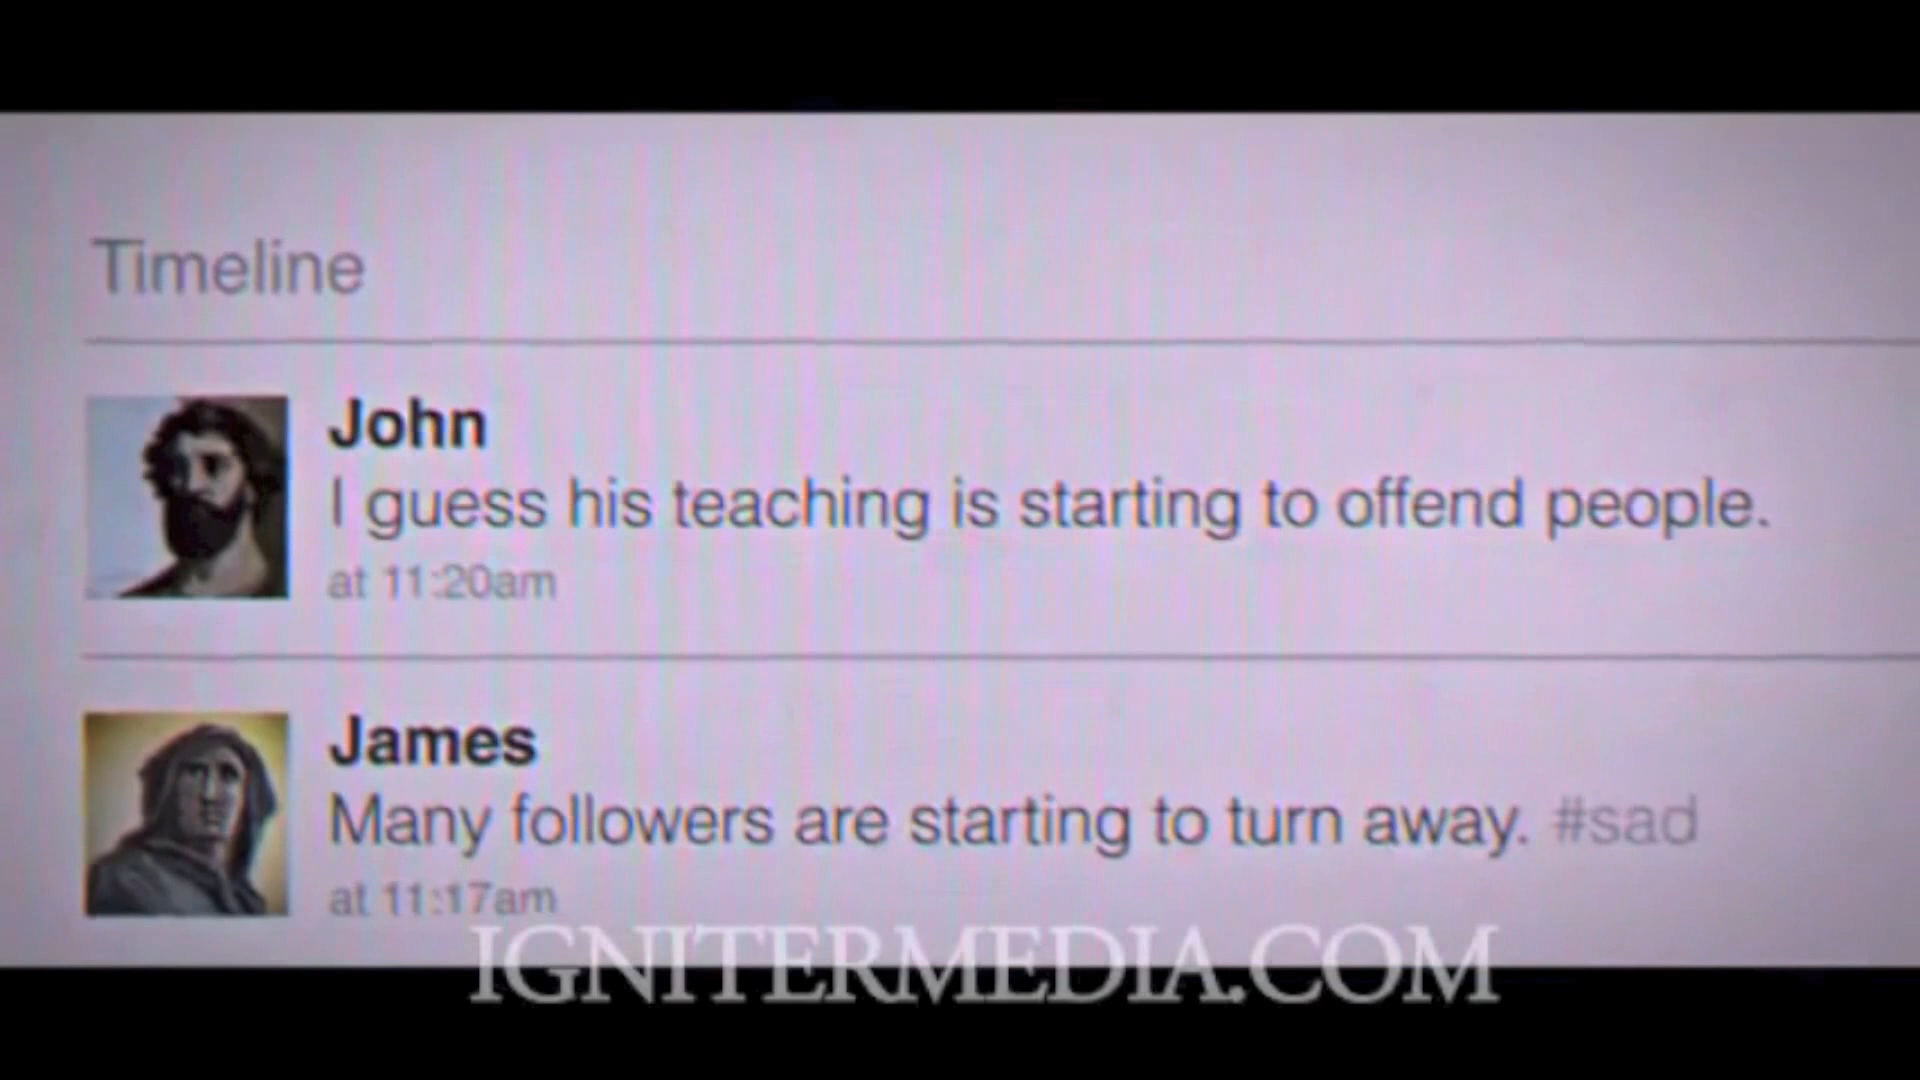 Timeline
John
I guess his teaching is starting to offend people.
at 11:20am
James
Many followers are starting to turn away. #sad
at 11:17am
IGNITERMEDIA.COM